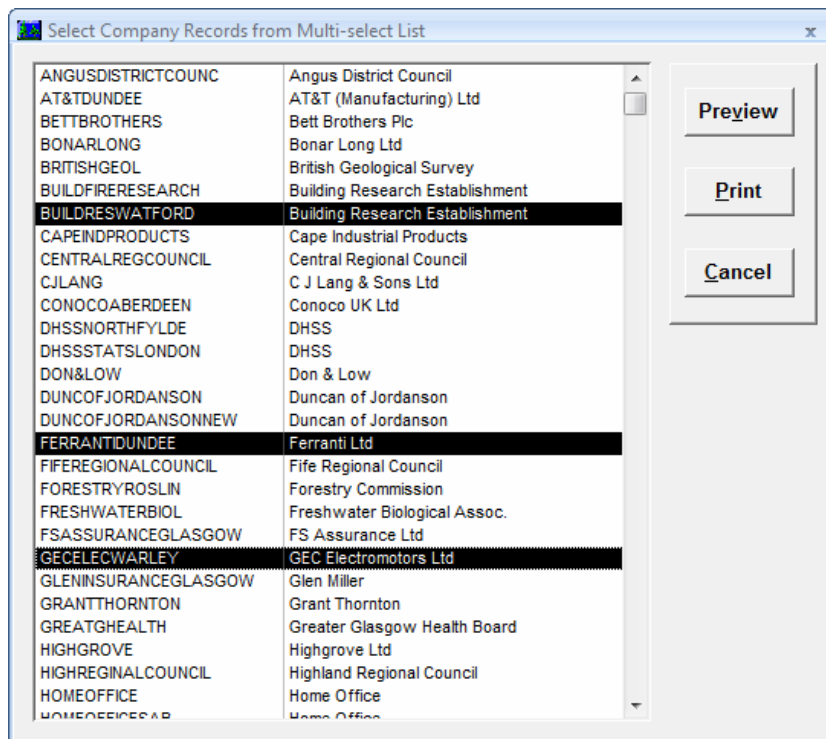 Select Company Records from Multi-select List x
ANGUSDISTRICTCOUNC Angus District Council
AT&TDUNDEE AT&T (Manufacturing) Ltd
BETTBROTHERS Bett Brothers Plc
BONARLONG Bonar Long Ltd
BRITISHGEOL British Geological Survey
BUILDFIRERESEARCH Building Research Establishment
BUILDRESWATFORD Building Research Establishment
CAPEINDPRODUCTS Cape Industrial Products
CENTRALREGCOUNCIL Central Regional Council
CJLANG C J Lang & Sons Ltd
CONOCOABERDEEN Conoco UK Ltd
DHSSNORTHFYLDE DHSS
DHSSSTATSLONDON DHSS
DON&LOW Don & Low
DUNCOFJORDANSON Duncan of Jordanson
DUNCOFJORDANSONNEW Duncan of Jordanson
FERRANTIDUNDEE Ferranti Ltd
FIFEREGIONALCOUNCIL Fife Regional Council
FORESTRYROSLIN Forestry Commission
FRESHWATERBIOL Freshwater Biological Assoc.
FSASSURANCEGLASGOW FS Assurance Ltd
GECELECWARLEY GEC Electromotors Ltd
GLENINSURANCEGLASGOW Glen Miller
GRANTTHORNTON Grant Thornton
GREATGHEALTH Greater Glasgow Health Board
HIGHGROVE Highgrove Ltd
HIGHREGINALCOUNCIL Highland Regional Council
HOMEOFFICE Home Office
HOMEOFFICESAB Home Office
Preview
Print
Cancel